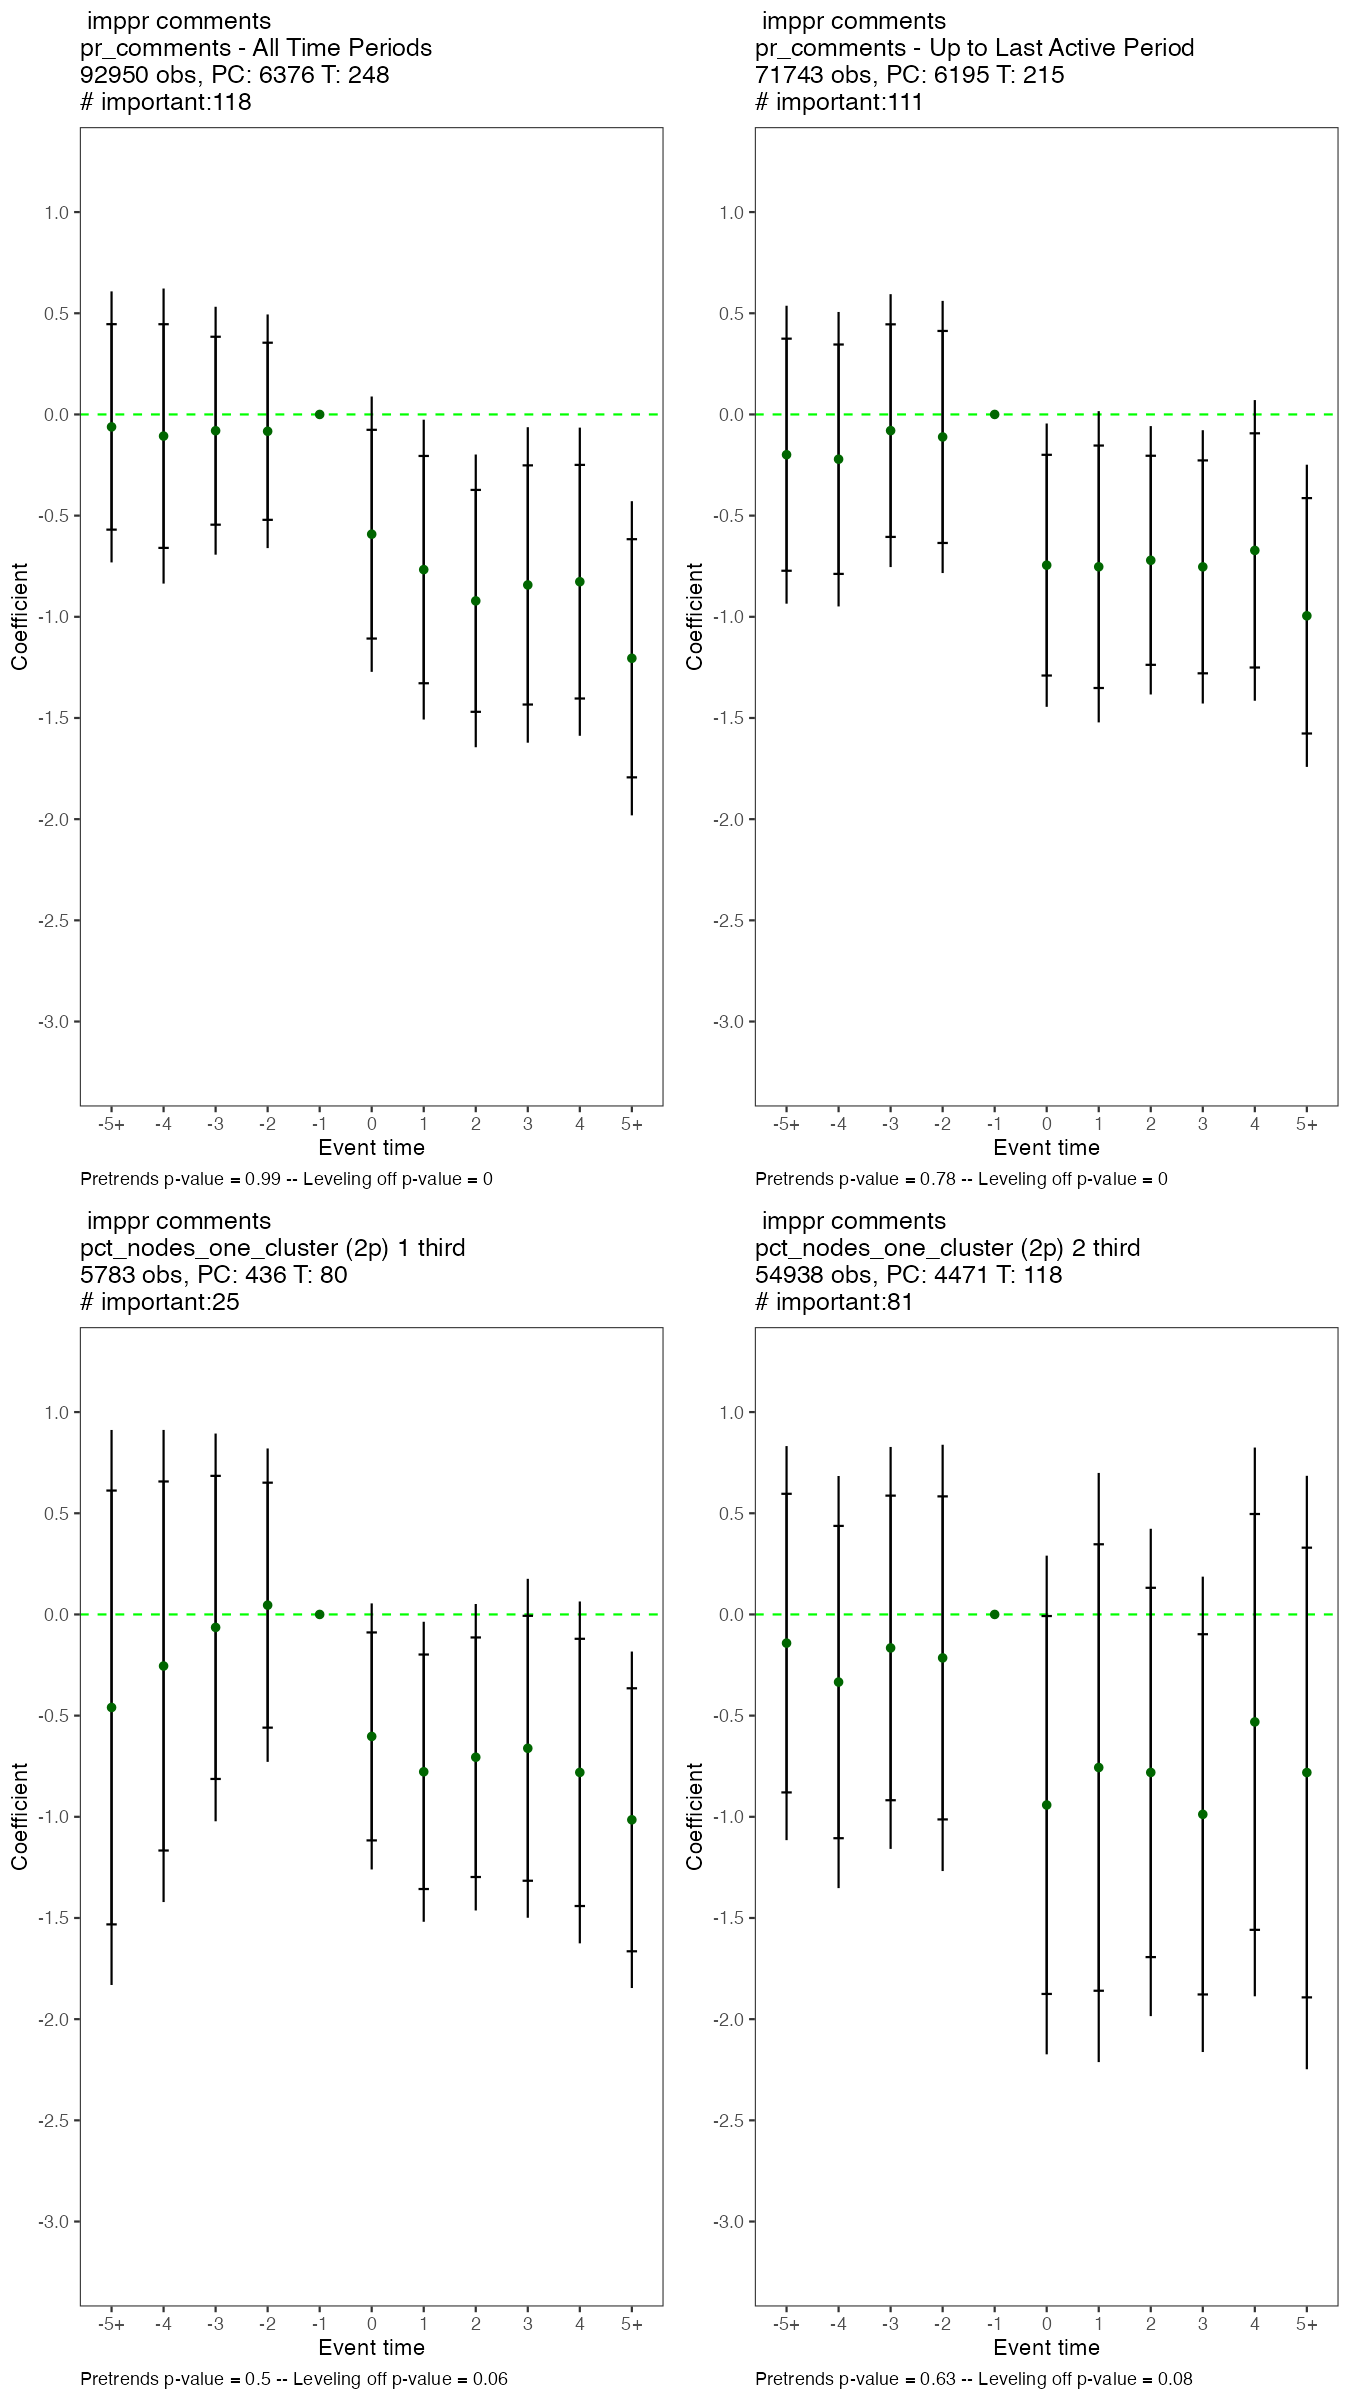 imppr comments
pr_comments - All Time Periods
92950 obs, PC: 6376 T: 248
# important:118
1.0
0.5
0.0
-0.5
-1.0
-1.5
-2.0
-2.5
-3.0
Coefficient
-5+ -4 -3 -2 -1 0 1 2 3 4 5+
Event time
Pretrends p-value = 0.99 -- Leveling off p-value = 0
imppr comments
pr_comments - Up to Last Active Period
71743 obs, PC: 6195 T: 215
# important:111
1.0
0.5
0.0
-0.5
-1.0
-1.5
-2.0
-2.5
-3.0
Coefficient
-5+ -4 -3 -2 -1 0 1 2 3 4 5+
Event time
Pretrends p-value = 0.78 -- Leveling off p-value = 0
imppr comments
pct_nodes_one_cluster (2p) 1 third
5783 obs, PC: 436 T: 80
# important:25
1.0
0.5
0.0
-0.5
-1.0
-1.5
-2.0
-2.5
-3.0
Coefficient
-5+ -4 -3 -2 -1 0 1 2 3 4 5+
Event time
Pretrends p-value = 0.5 -- Leveling off p-value = 0.06
imppr comments
pct_nodes_one_cluster (2p) 2 third
54938 obs, PC: 4471 T: 118
# important:81
1.0
0.5
0.0
-0.5
-1.0
-1.5
-2.0
-2.5
-3.0
Coefficient
-5+ -4 -3 -2 -1 0 1 2 3 4 5+
Event time
Pretrends p-value = 0.63 -- Leveling off p-value = 0.08